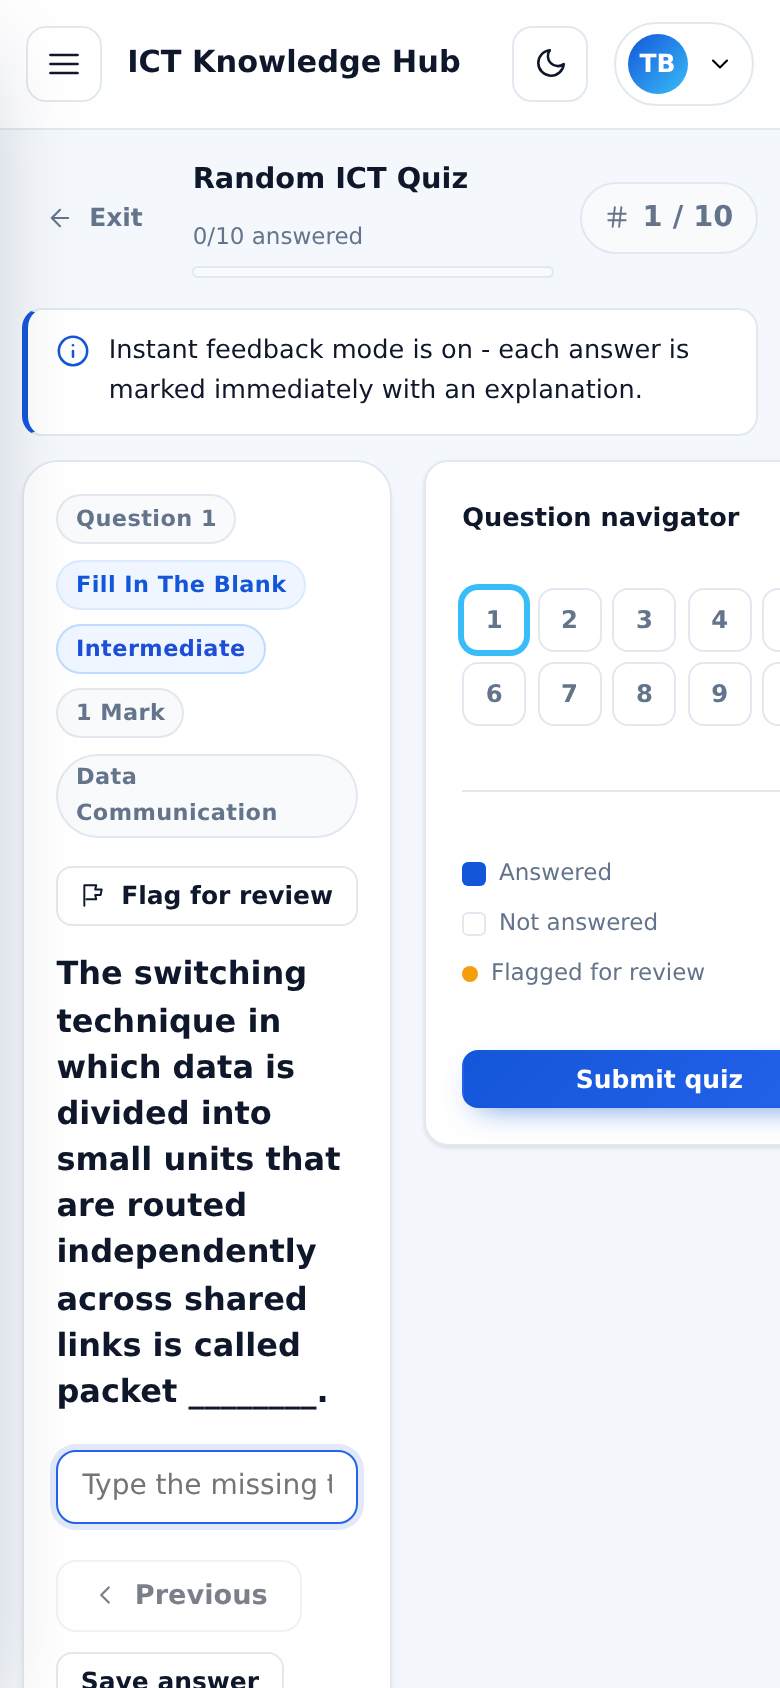 ICT Knowledge Hub
TB
Exit
Random ICT Quiz
0/10 answered
# 1 / 10
Instant feedback mode is on - each answer is
marked immediately with an explanation.
Question 1
Fill In The Blank
Intermediate
1 Mark
Data
Communication
Flag for review
The switching
technique in
which data is
divided into
small units that
are routed
independently
across shared
links is called
packet ________.
Type the missing t
Previous
Save answer
Question navigator
1 2 3 4
6 7 8 9
Answered
Not answered
Flagged for review
Submit quiz